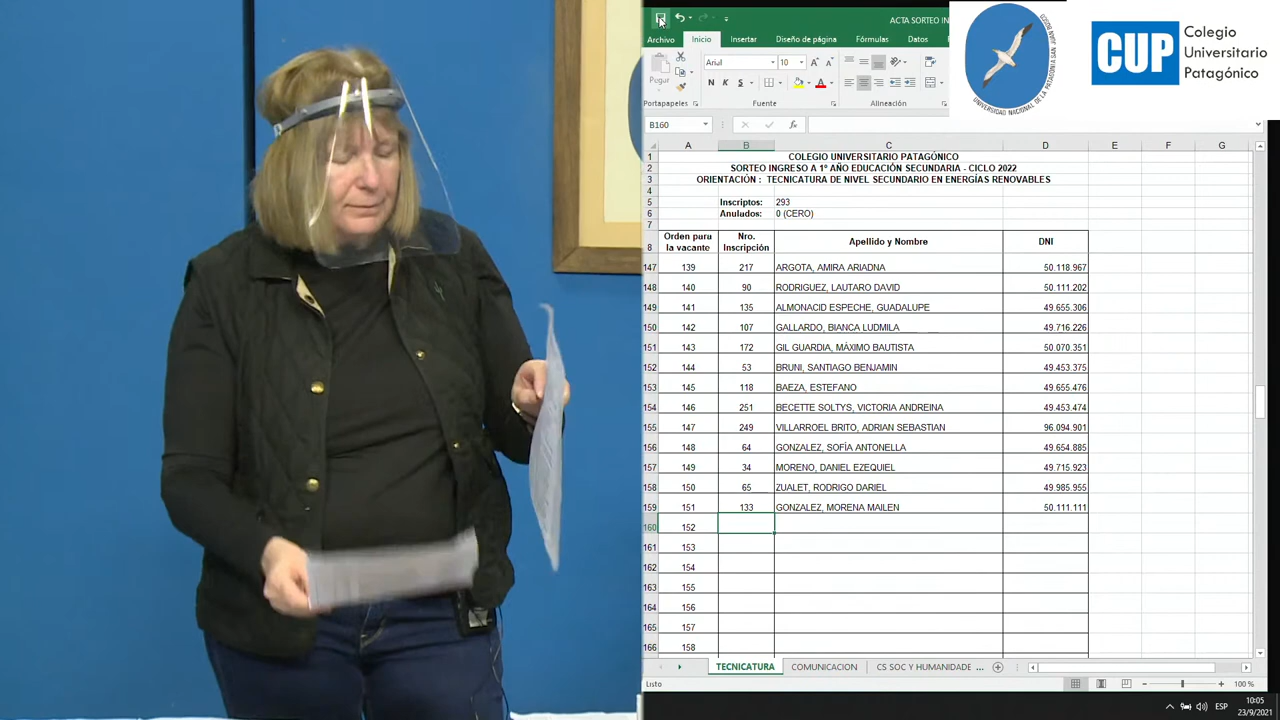 ACTA SORTEO IN
Archivo Inicio Insertar Diseño de página Fórmulas Datos
Pegar
Arial 10
N K S
Portapapeles Fuente Alineación
UNIVERSIDAD NACIONAL DE LA PATAGONIA SAN JUAN BOSCO
CUP
Colegio
Universitario
Patagónico
B160 fx
A B C D E F G
1 COLEGIO UNIVERSITARIO PATAGÓNICO
2 SORTEO INGRESO A 1º AÑO EDUCACIÓN SECUNDARIA - CICLO 2022
3 ORIENTACIÓN : TECNICATURA DE NIVEL SECUNDARIO EN ENERGÍAS RENOVABLES
4
5 Inscriptos: 293
6 Anulados: 0 (CERO)
7
8 Orden para la vacante Nro. Inscripción Apellido y Nombre DNI
147 139 217 ARGOTA, AMIRA ARIADNA 50.118.967
148 140 90 RODRIGUEZ, LAUTARO DAVID 50.111.202
149 141 135 ALMONACID ESPECHE, GUADALUPE 49.655.306
150 142 107 GALLARDO, BIANCA LUDMILA 49.716.226
151 143 172 GIL GUARDIA, MÁXIMO BAUTISTA 50.070.351
152 144 53 BRUNI, SANTIAGO BENJAMIN 49.453.375
153 145 118 BAEZA, ESTEFANO 49.655.476
154 146 251 BECETTE SOLTYS, VICTORIA ANDREINA 49.453.474
155 147 249 VILLARROEL BRITO, ADRIAN SEBASTIAN 96.094.901
156 148 64 GONZALEZ, SOFÍA ANTONELLA 49.654.885
157 149 34 MORENO, DANIEL EZEQUIEL 49.715.923
158 150 65 ZUALET, RODRIGO DARIEL 49.985.955
159 151 133 GONZALEZ, MORENA MAILEN 50.111.111
160 152
161 153
162 154
163 155
164 156
165 157
166 158
TECNICATURA COMUNICACION CS SOC Y HUMANIDADE ...
Listo 100 %
ESP
10:05
23/9/2021